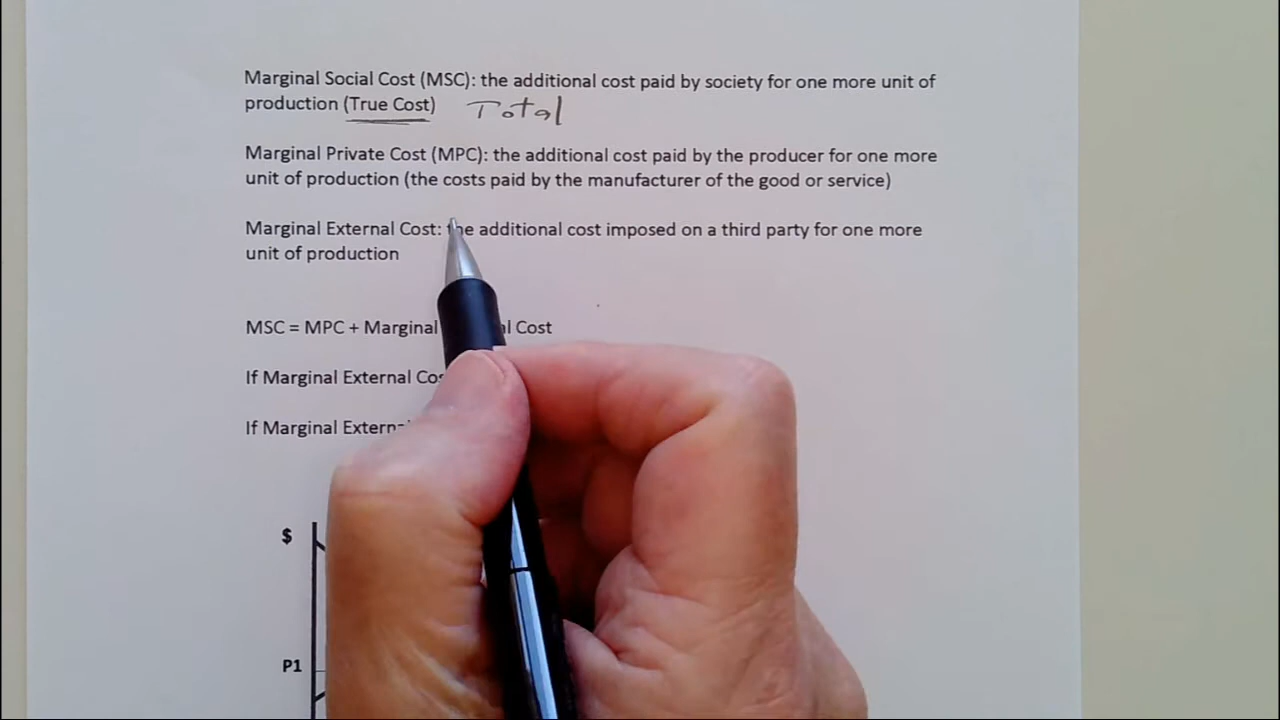 Marginal Social Cost (MSC): the additional cost paid by society for one more unit of
production (True Cost) Total
Marginal Private Cost (MPC): the additional cost paid by the producer for one more
unit of production (the costs paid by the manufacturer of the good or service)
Marginal External Cost: the additional cost imposed on a third party for one more
unit of production
MSC = MPC + Marginal Cost
If Marginal External
If Marginal
$
P1